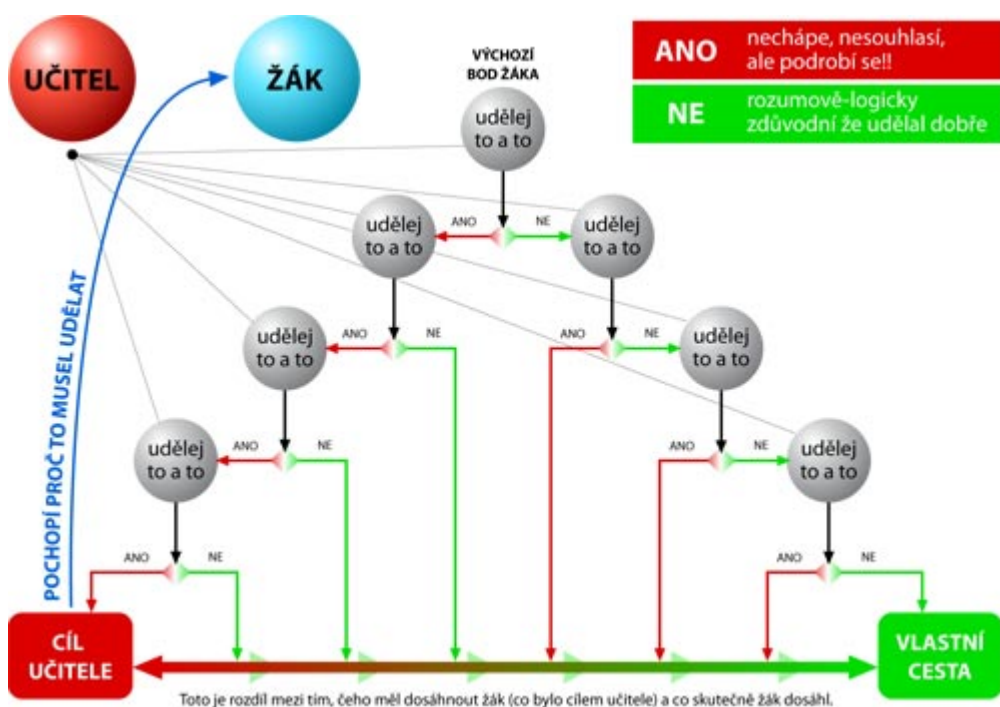 UČITEL
ŽÁK
VÝCHOZÍ
BOD ŽÁKA
ANO
nechápe, nesouhlasí,
ale podrobí se!!
NE
rozumově-logicky
zdůvodní že udělal dobře
udělej
to a to
ANO
NE
udělej
to a to
udělej
to a to
ANO
NE
ANO
NE
udělej
to a to
udělej
to a to
ANO
NE
ANO
NE
udělej
to a to
udělej
to a to
ANO
NE
ANO
NE
POCHOPÍ PROČ TO MUSEL UDĚLAT
CÍL
UČITELE
VLASTNÍ
CESTA
Toto je rozdíl mezi tím, čeho měl dosáhnout žák (co bylo cílem učitele) a co skutečně žák dosáhl.